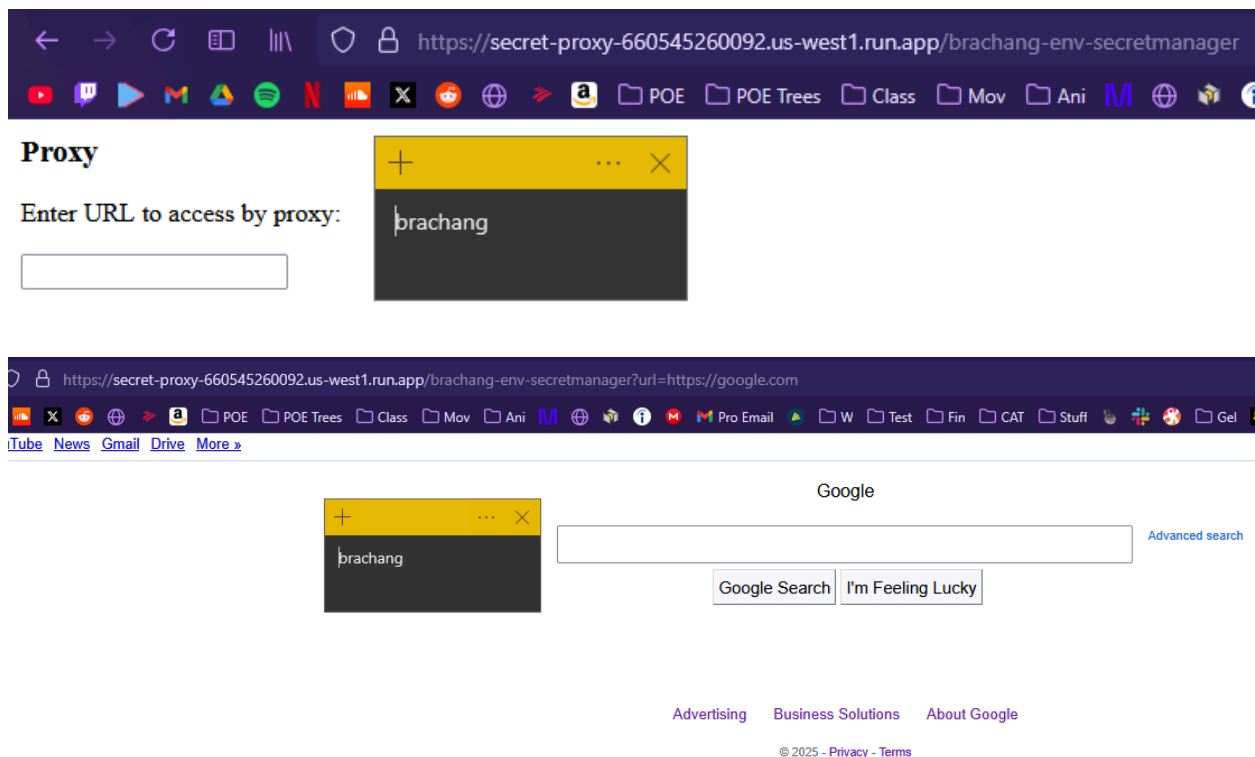 https://secret-proxy-660545260092.us-west1.run.app/brachang-env-secretmanager
POE POE Trees Class Mov Ani
Proxy
Enter URL to access by proxy:
+ ... ×
brachang
https://secret-proxy-660545260092.us-west1.run.app/brachang-env-secretmanager?url=https://google.com
POE POE Trees Class Mov Ani Pro Email W Test Fin CAT Stuff Gel
uTube News Gmail Drive More »
Google
+ ... ×
brachang
Advanced search
Google Search I'm Feeling Lucky
Advertising Business Solutions About Google
© 2025 - Privacy - Terms